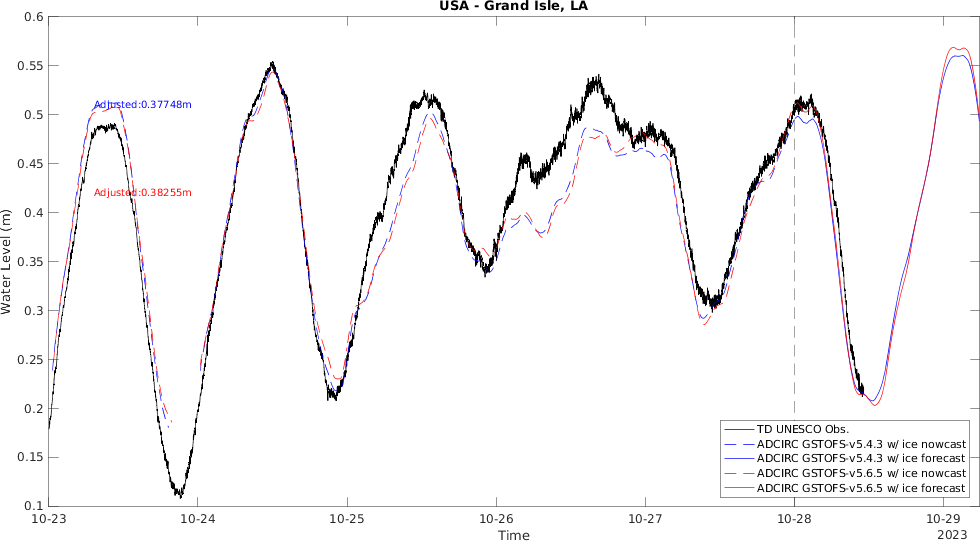 USA - Grand Isle, LA
0.6
0.55
0.5
0.45
0.4
0.35
0.3
0.25
0.2
0.15
0.1
Water Level (m)
Adjusted:0.37748m
Adjusted:0.38255m
TD UNESCO Obs.
ADCIRC GSTOFS-v5.4.3 w/ ice nowcast
ADCIRC GSTOFS-v5.4.3 w/ ice forecast
ADCIRC GSTOFS-v5.6.5 w/ ice nowcast
ADCIRC GSTOFS-v5.6.5 w/ ice forecast
10-23 10-24 10-25 10-26 10-27 10-28 10-29
Time
2023